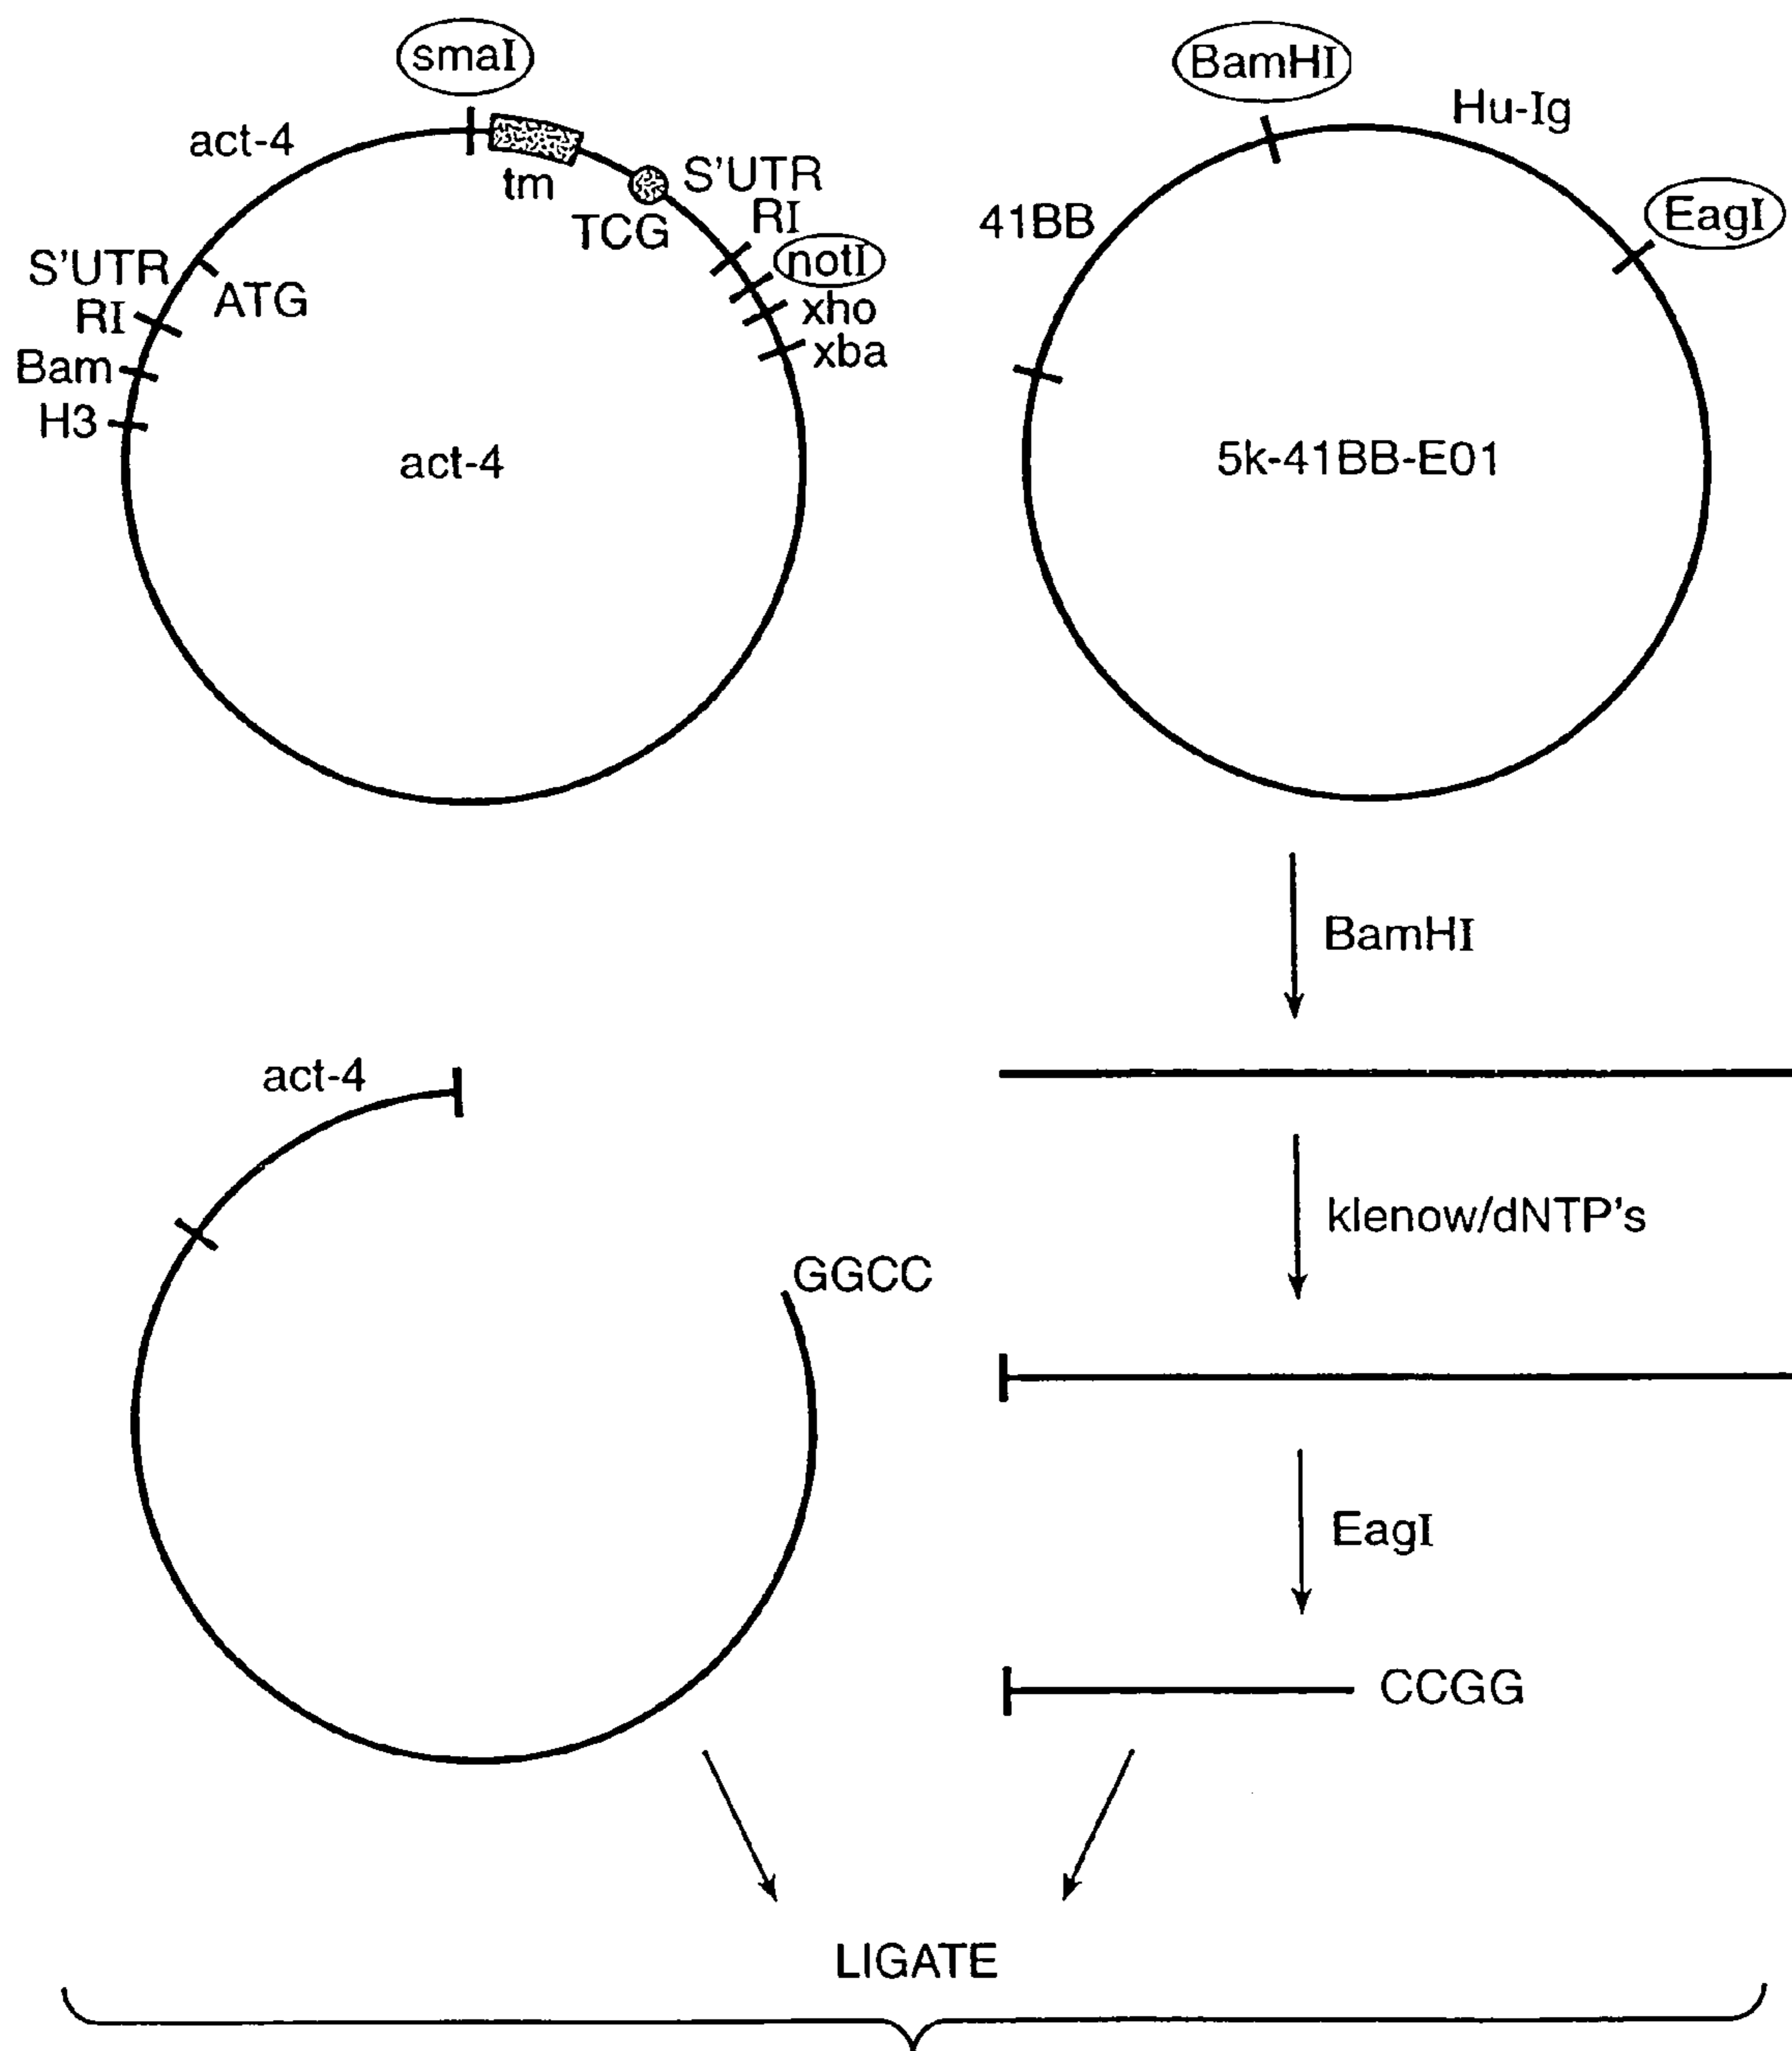 smaI
act-4
tm
TCG
S'UTR
RI
notI
xho
xba
S'UTR
RI
ATG
Bam
H3
act-4
BamHI
Hu-Ig
EagI
41BB
5k-41BB-E01
BamHI
klenow/dNTP's
EagI
CCGG
act-4
GGCC
LIGATE